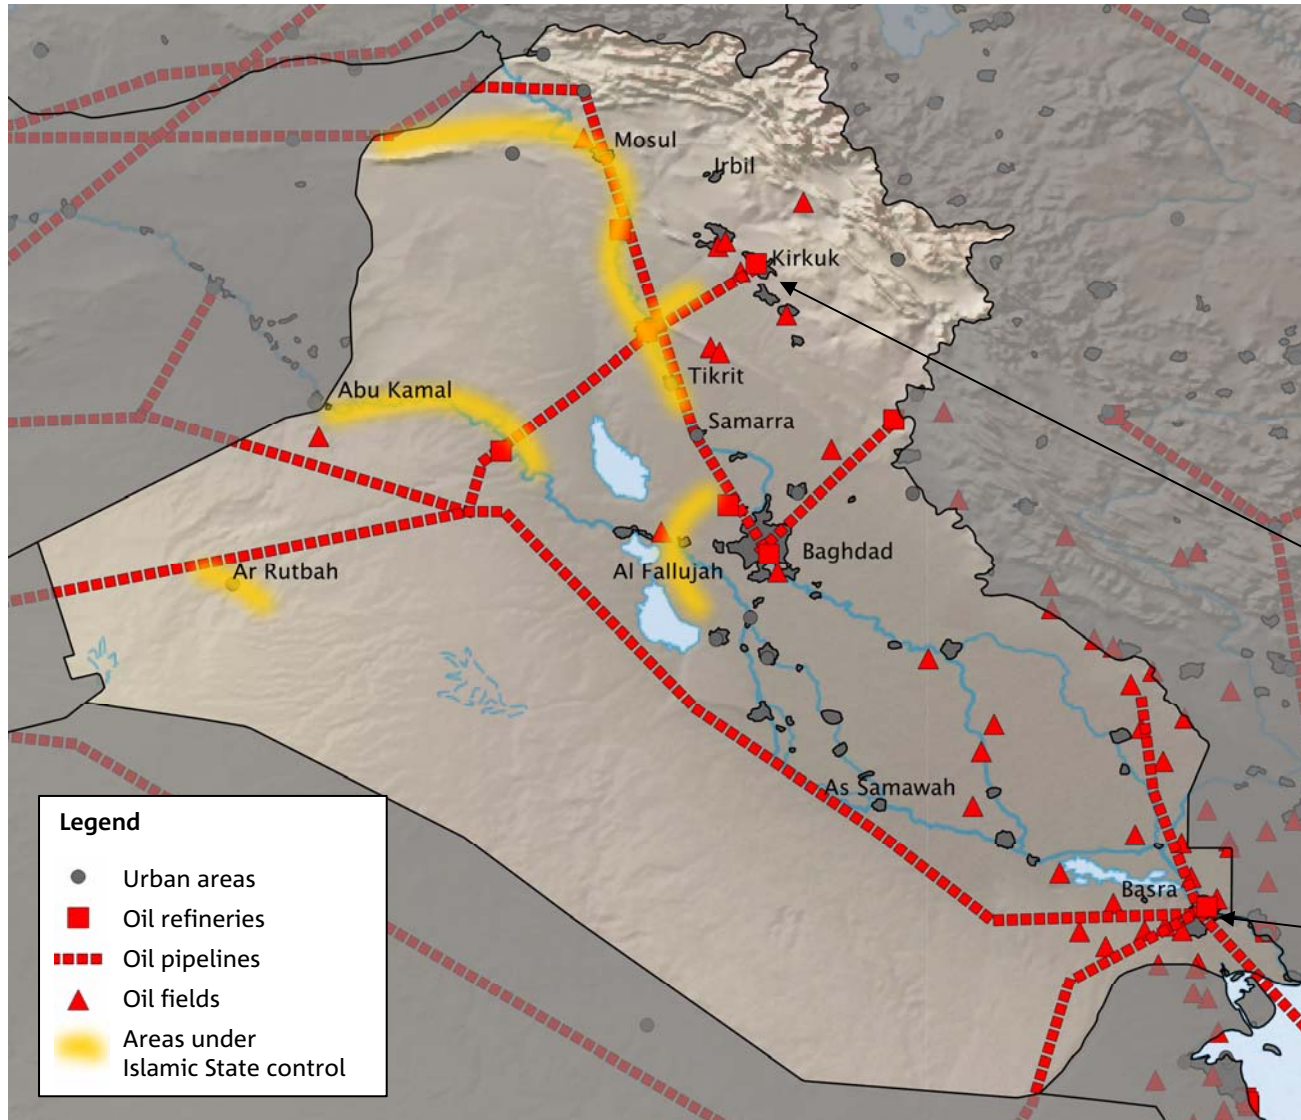 Mosul
Irbil
Kirkuk
Abu Kamal
Tikrit
Samarra
Ar Rutbah
Al Fallujah
Baghdad
As Samawah
Basra
Legend
Urban areas
Oil refineries
Oil pipelines
Oil fields
Areas under
Islamic State control